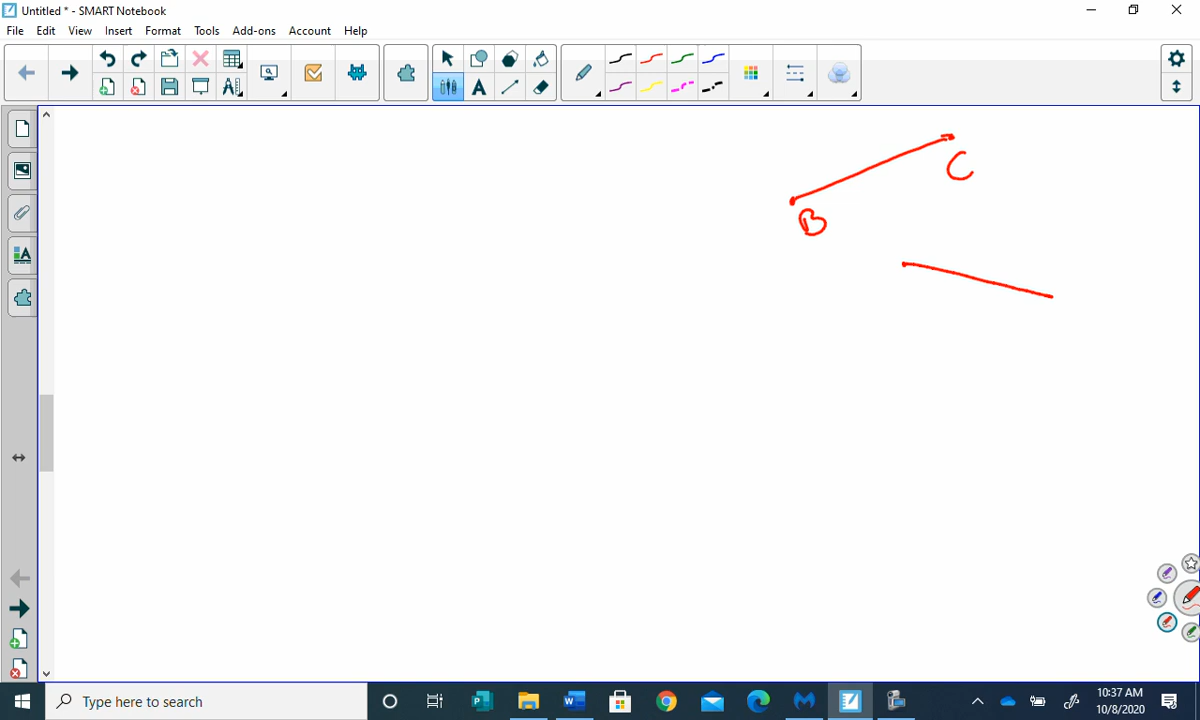 Untitled * - SMART Notebook
File Edit View Insert Format Tools Add-ons Account Help
C
B
Type here to search
10:37 AM
10/8/2020